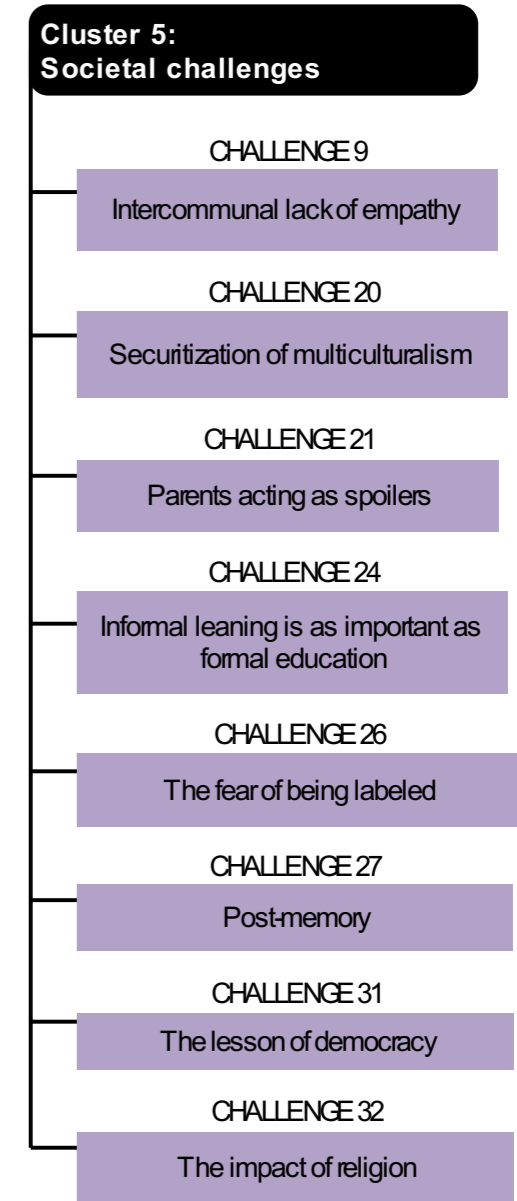 Cluster 5:
Societal challenges
CHALLENGE 9
Intercommunal lack of empathy
CHALLENGE 20
Securitization of multiculturalism
CHALLENGE 21
Parents acting as spoilers
CHALLENGE 24
Informal leaning is as important as
formal education
CHALLENGE 26
The fear of being labeled
CHALLENGE 27
Post-memory
CHALLENGE 31
The lesson of democracy
CHALLENGE 32
The impact of religion